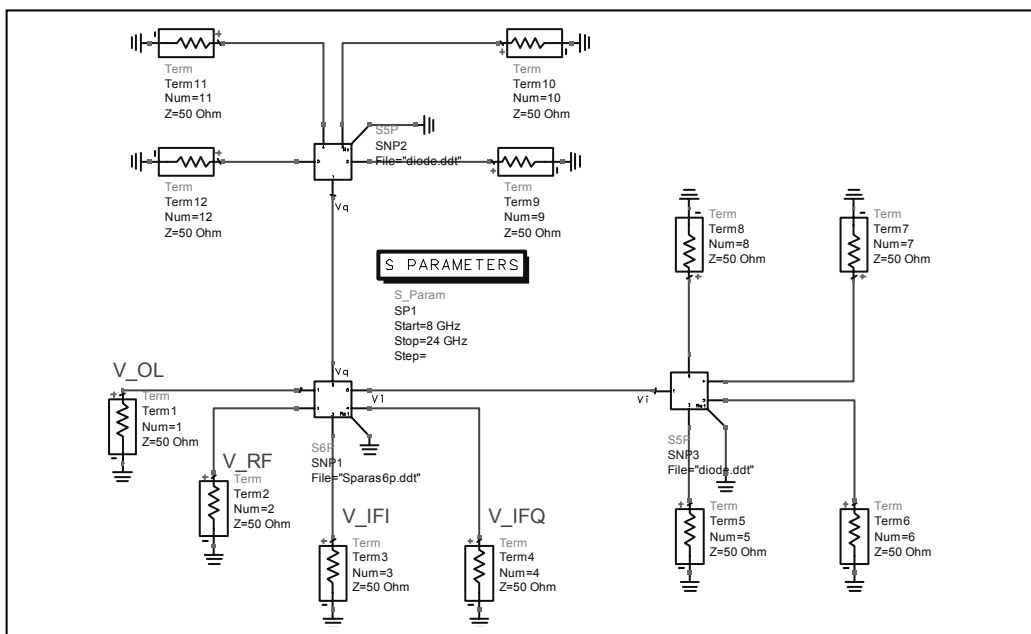 Term
Term11
Num=11
Z=50 Ohm
Term
Term10
Num=10
Z=50 Ohm
S5P
SNP2
File="diode.ddt"
Term
Term12
Num=12
Z=50 Ohm
Term
Term9
Num=9
Z=50 Ohm
Vq
S PARAMETERS
S_Param
SP1
Start=8 GHz
Stop=24 GHz
Step=
Term
Term8
Num=8
Z=50 Ohm
Term
Term7
Num=7
Z=50 Ohm
V_OL
Term
Term1
Num=1
Z=50 Ohm
Vq
V_RF
Term
Term2
Num=2
Z=50 Ohm
SNP1
File="Sparas6p.ddt"
V_IFI
Term
Term3
Num=3
Z=50 Ohm
V_IFQ
Term
Term4
Num=4
Z=50 Ohm
Vi
SNP3
File="diode.ddt"
Term
Term5
Num=5
Z=50 Ohm
Term
Term6
Num=6
Z=50 Ohm